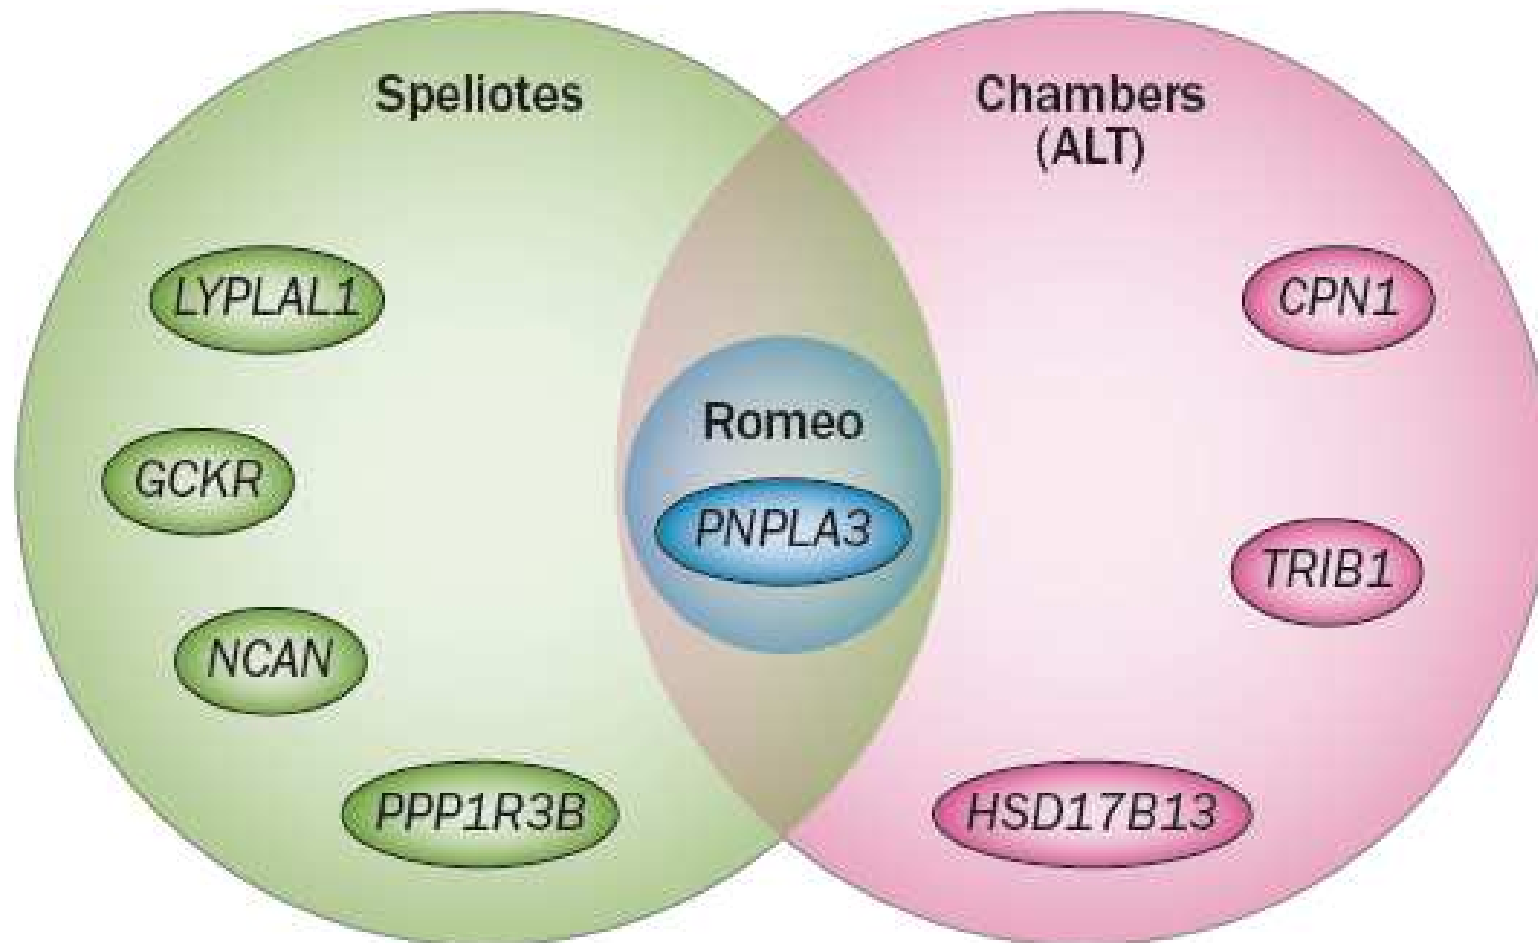 Speliotes
Chambers
(ALT)
LYPLAL1
CPN1
Romeo
GCKR
PNPLA3
TRIB1
NCAN
PPP1R3B
HSD17B13